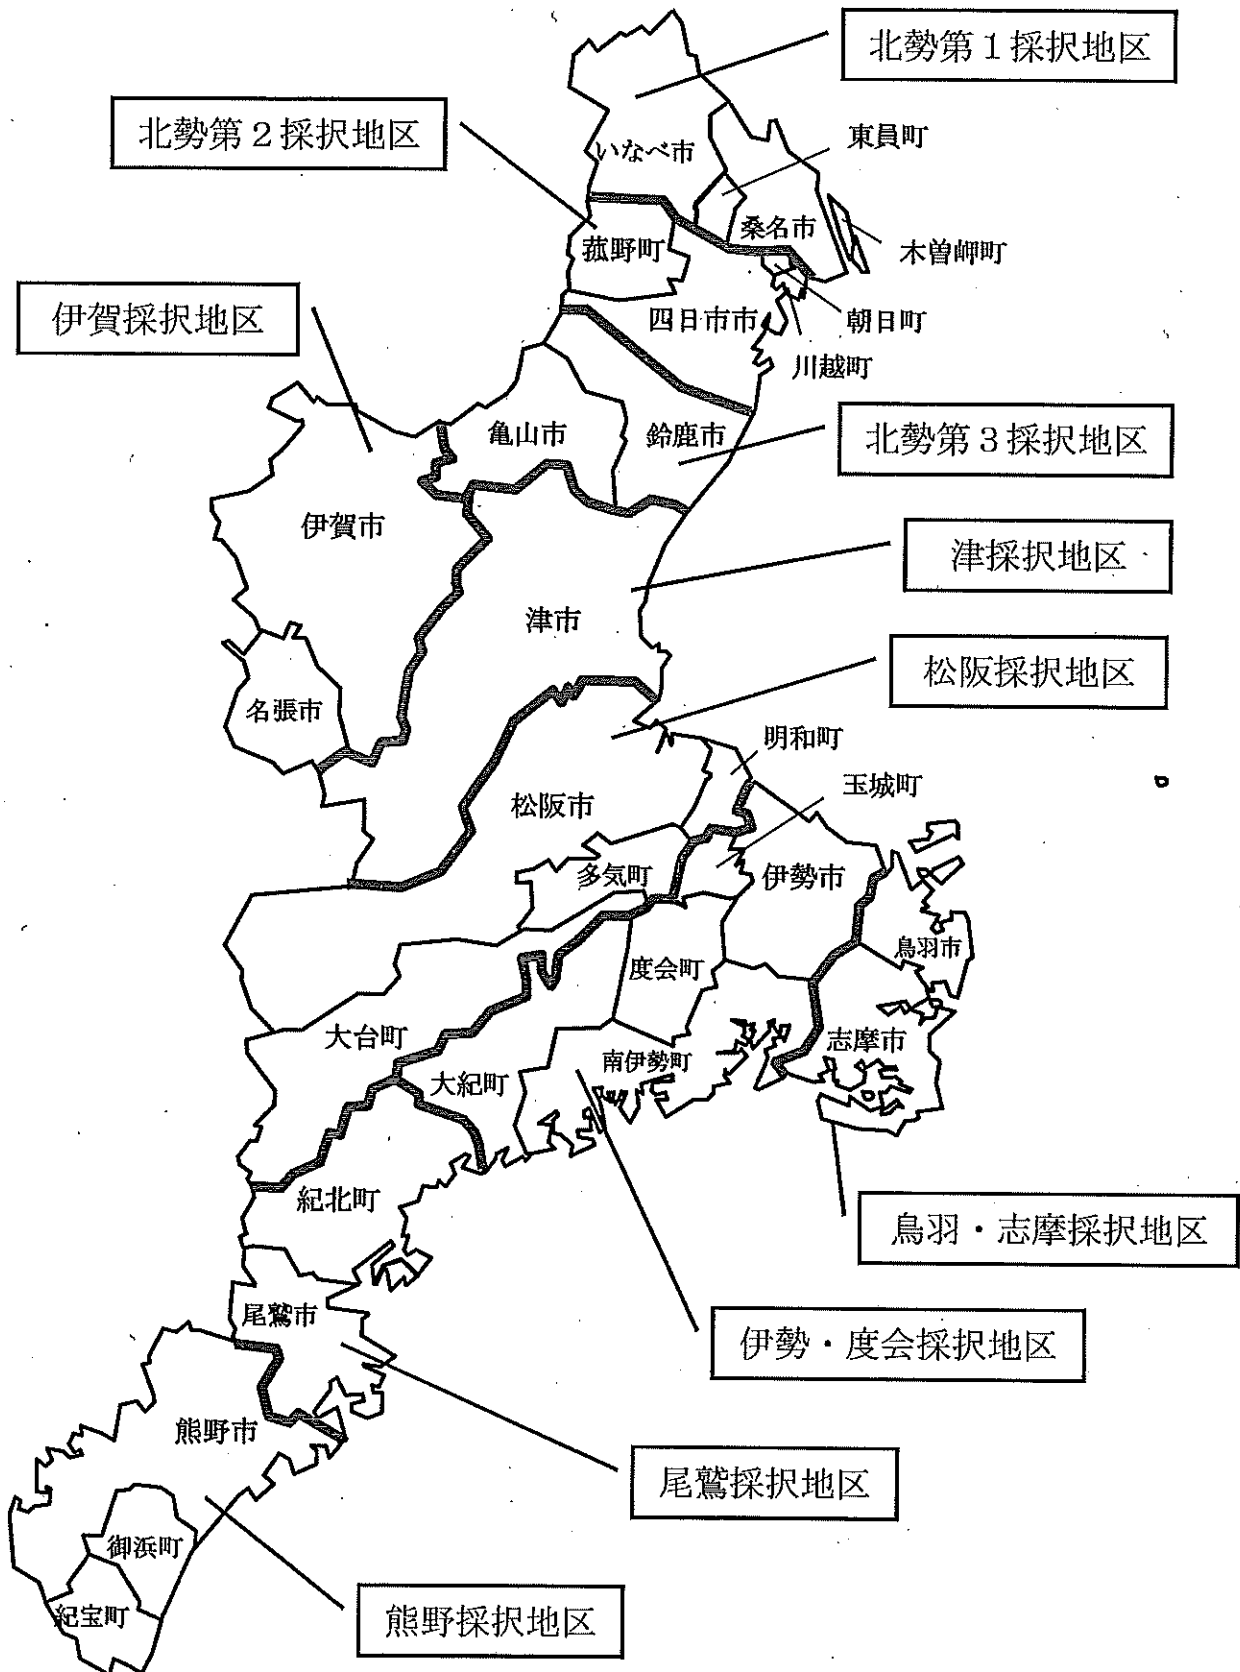 北勢第１採択地区
北勢第２採択地区
東員町
いなべ市
桑名市
菰野町
木曽岬町
伊賀採択地区
四日市市
朝日町
川越町
亀山市
鈴鹿市
北勢第３採択地区
伊賀市
津採択地区
津市
松阪採択地区
名張市
明和町
玉城町
松阪市
多気町
伊勢市
鳥羽市
度会町
大台町
志摩市
南伊勢町
大紀町
紀北町
鳥羽・志摩採択地区
尾鷲市
伊勢・度会採択地区
熊野市
尾鷲採択地区
御浜町
紀宝町
熊野採択地区